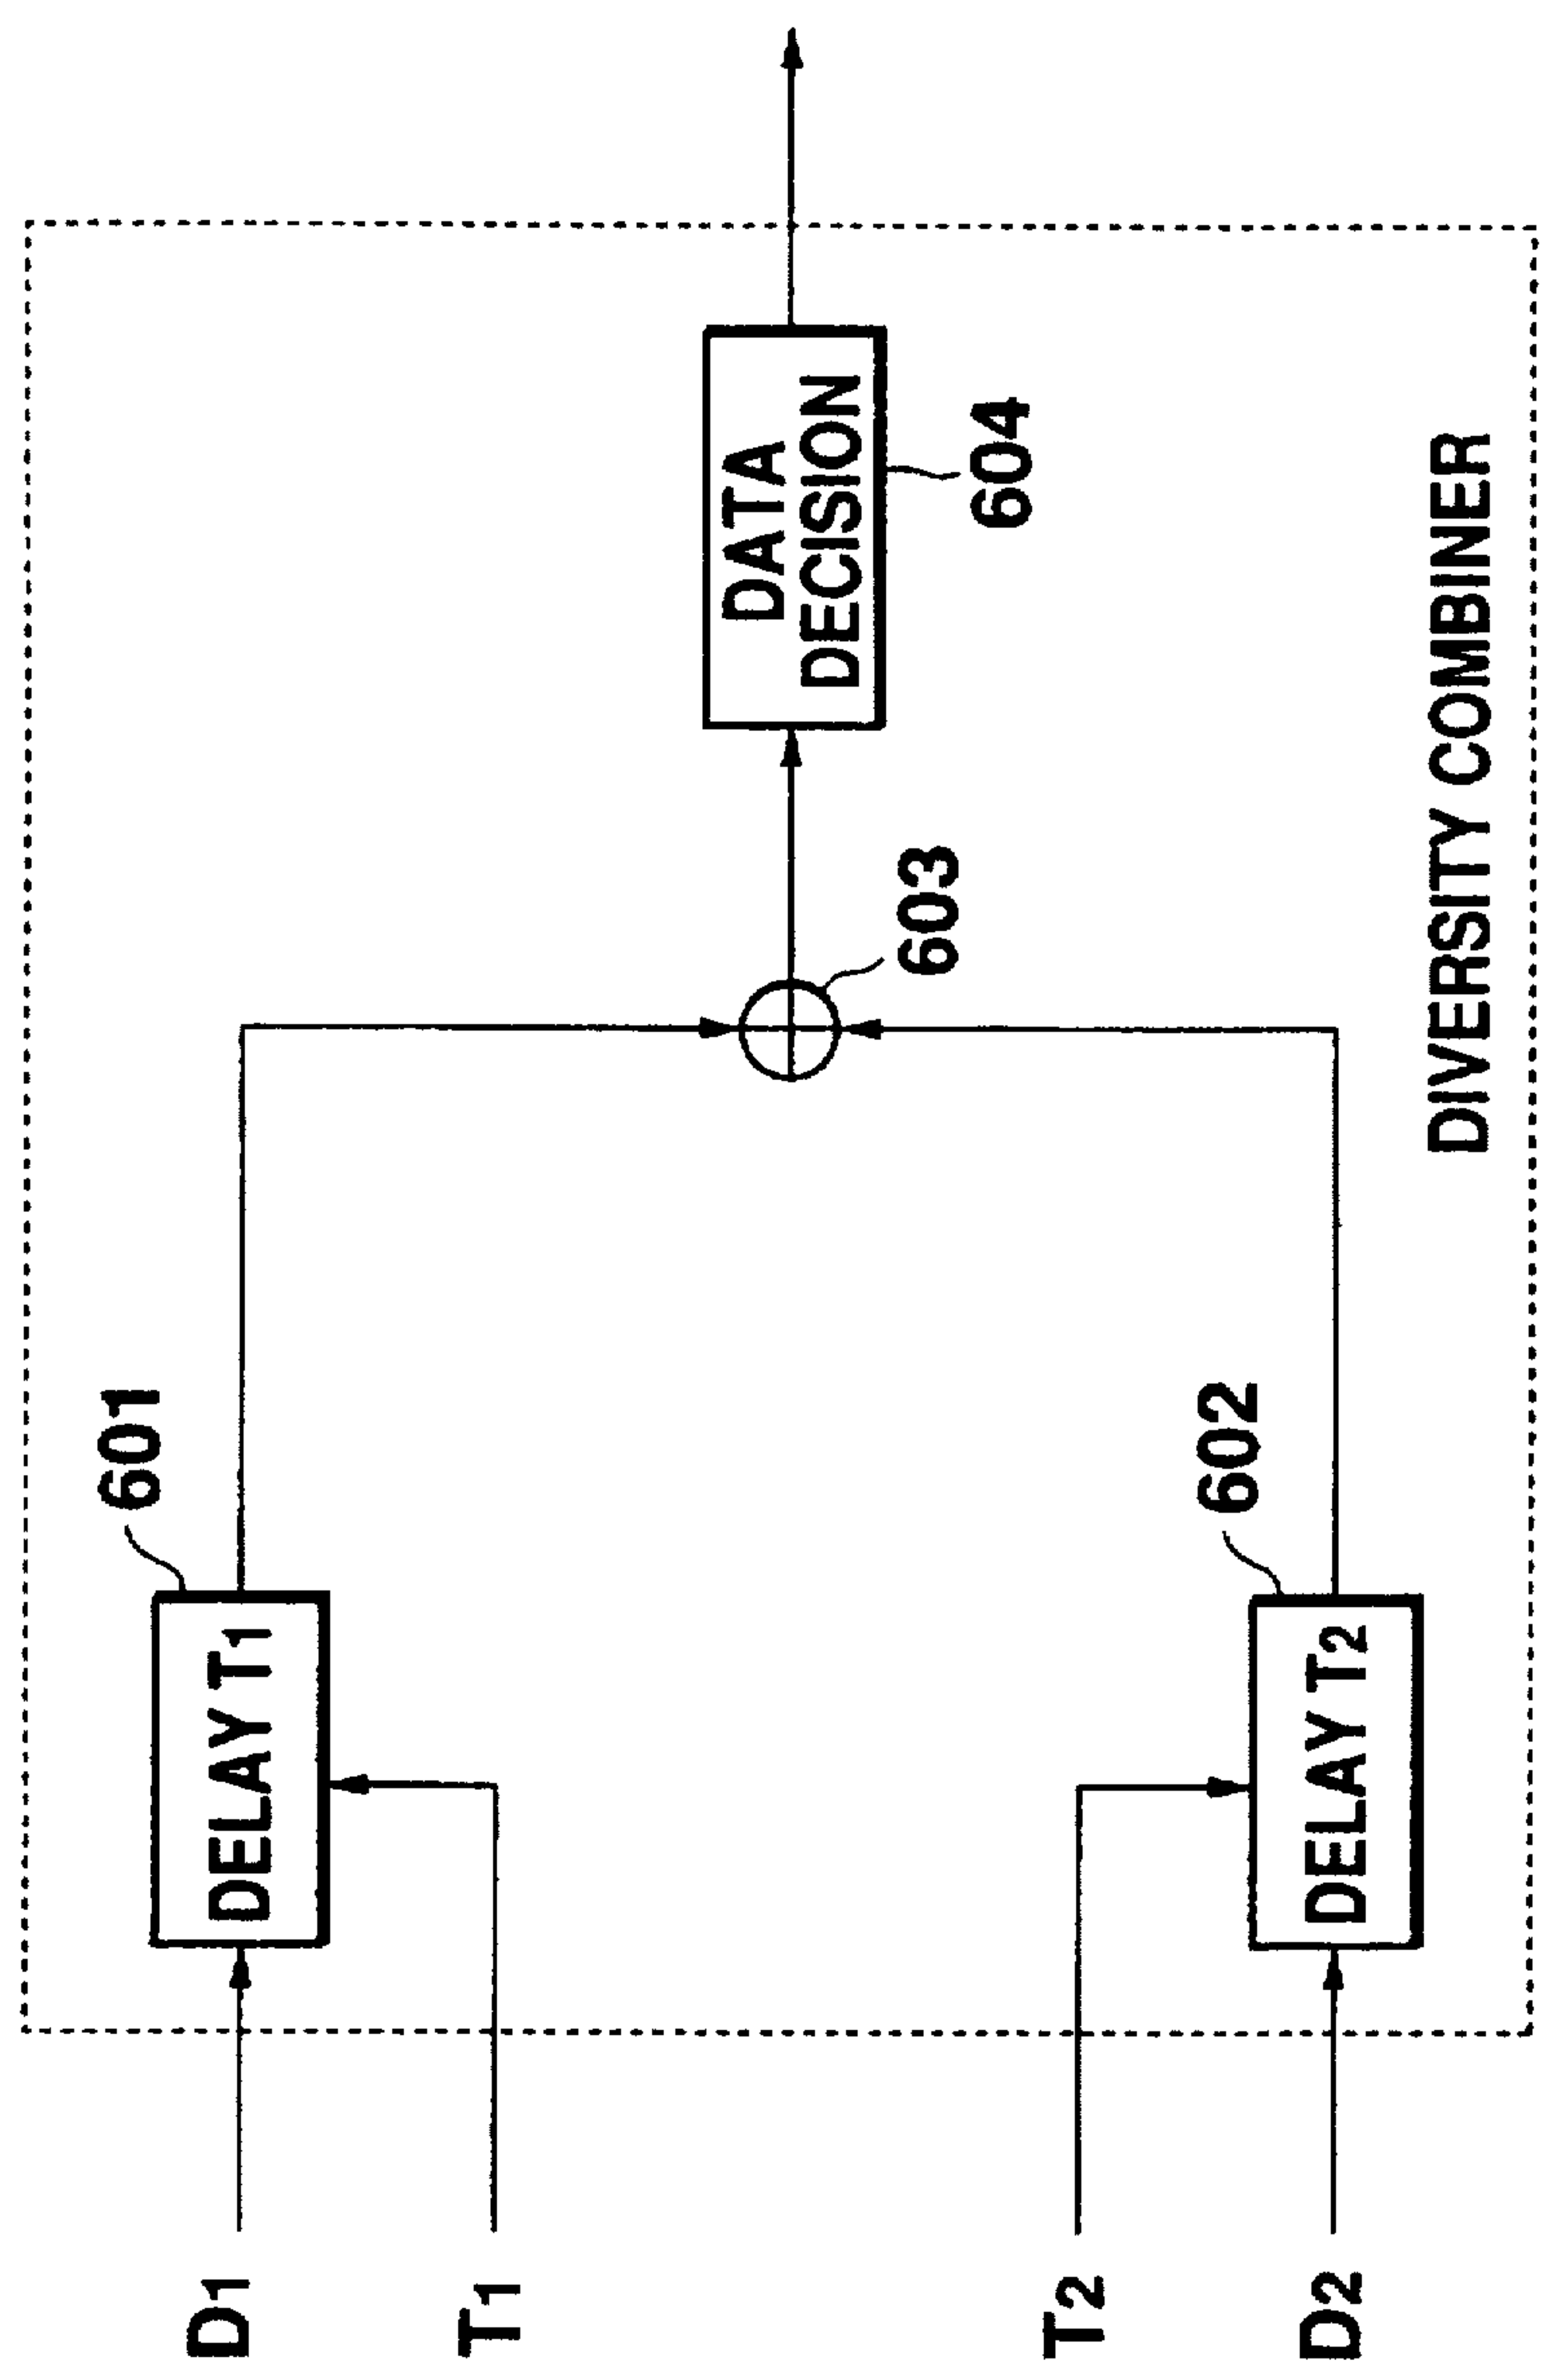 D1
T1
T2
D2
DELAY T1
601
DELAY T2
602
603
DATA
DECISION
604
DIVERSITY COMBINER